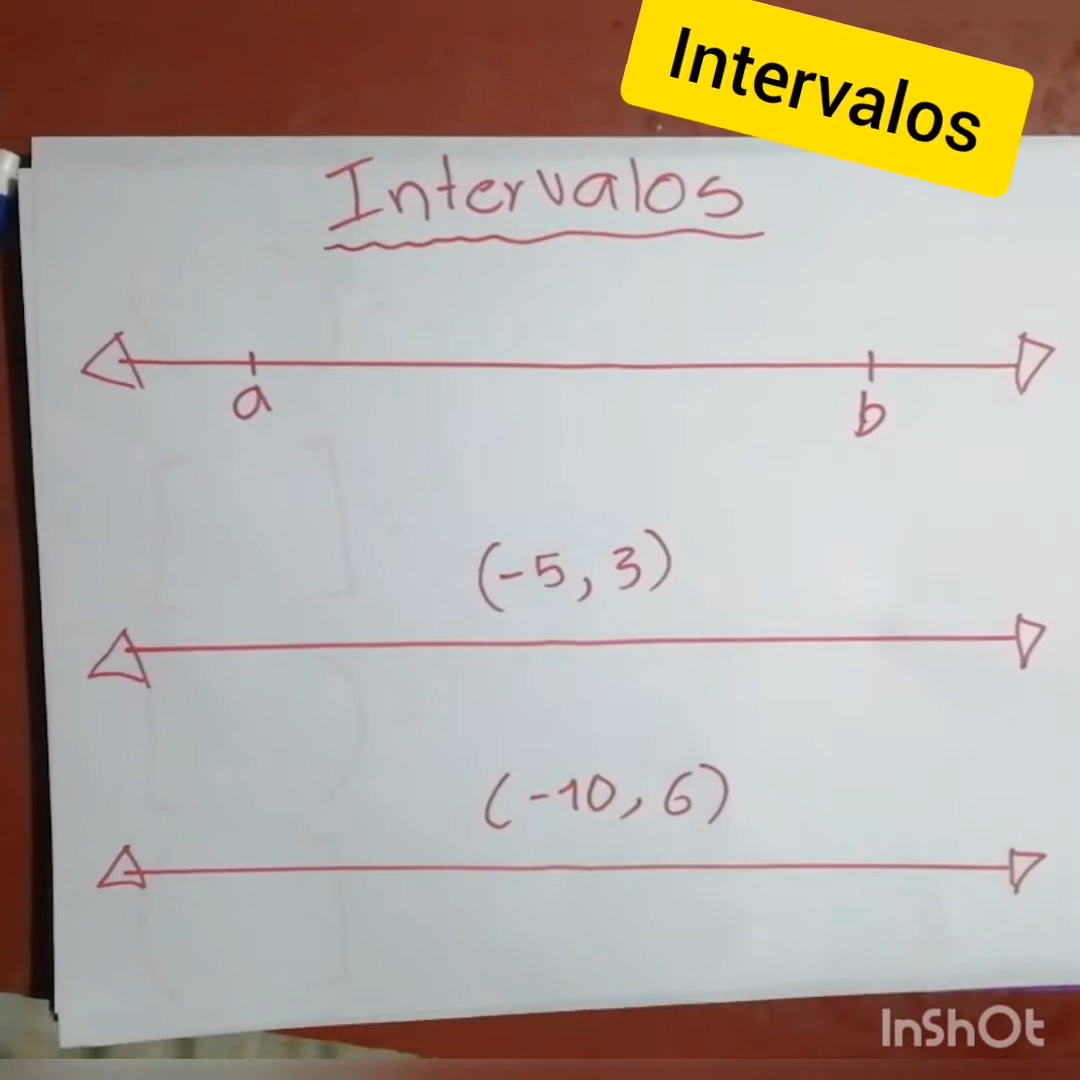 Intervalos
Intervalos
a b
(-5, 3)
(-10, 6)
InShOt